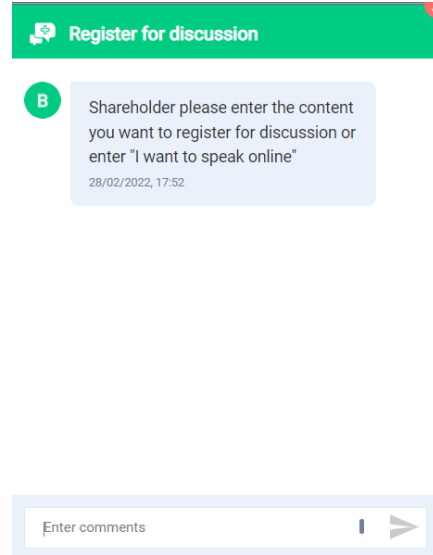 Register for discussion
B
Shareholder please enter the content
you want to register for discussion or
enter "I want to speak online"
28/02/2022, 17:52
Enter comments